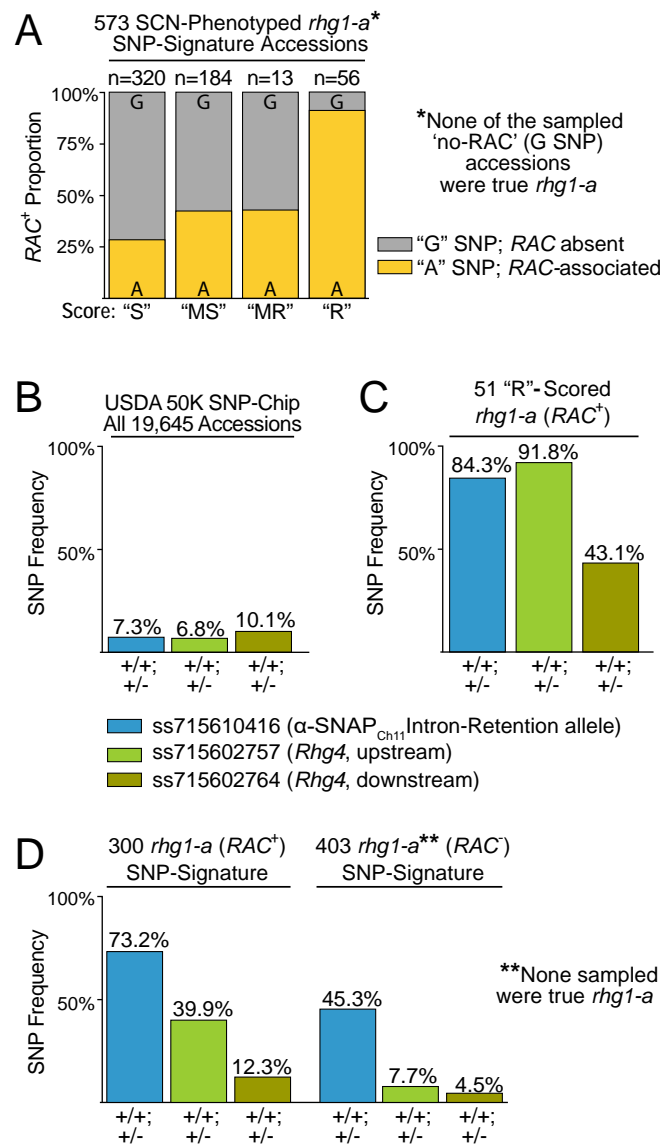 A
573 SCN-Phenotyped rhg1-a*
SNP-Signature Accessions
n=320 n=184 n=13 n=56
100%
75%
50%
25%
RAC+ Proportion
G G G G
A A A A
Score: "S" "MS" "MR" "R"
*None of the sampled
'no-RAC' (G SNP)
accessions
were true rhg1-a
"G" SNP; RAC absent
"A" SNP; RAC-associated
B
USDA 50K SNP-Chip
All 19,645 Accessions
100%
50%
SNP Frequency
7.3% 6.8% 10.1%
+/+; +/+; +/+;
+/- +/- +/-
C
51 "R"-Scored
rhg1-a (RAC+)
100%
50%
SNP Frequency
84.3% 91.8% 43.1%
+/+; +/+; +/+;
+/- +/- +/-
ss715610416 (α-SNAPCh11Intron-Retention allele)
ss715602757 (Rhg4, upstream)
ss715602764 (Rhg4, downstream)
D
300 rhg1-a (RAC+)
SNP-Signature
403 rhg1-a** (RAC-)
SNP-Signature
100%
50%
SNP Frequency
73.2% 39.9% 12.3% 45.3% 7.7% 4.5%
+/+; +/+; +/+; +/+; +/+; +/+;
+/- +/- +/- +/- +/- +/-
**None sampled
were true rhg1-a